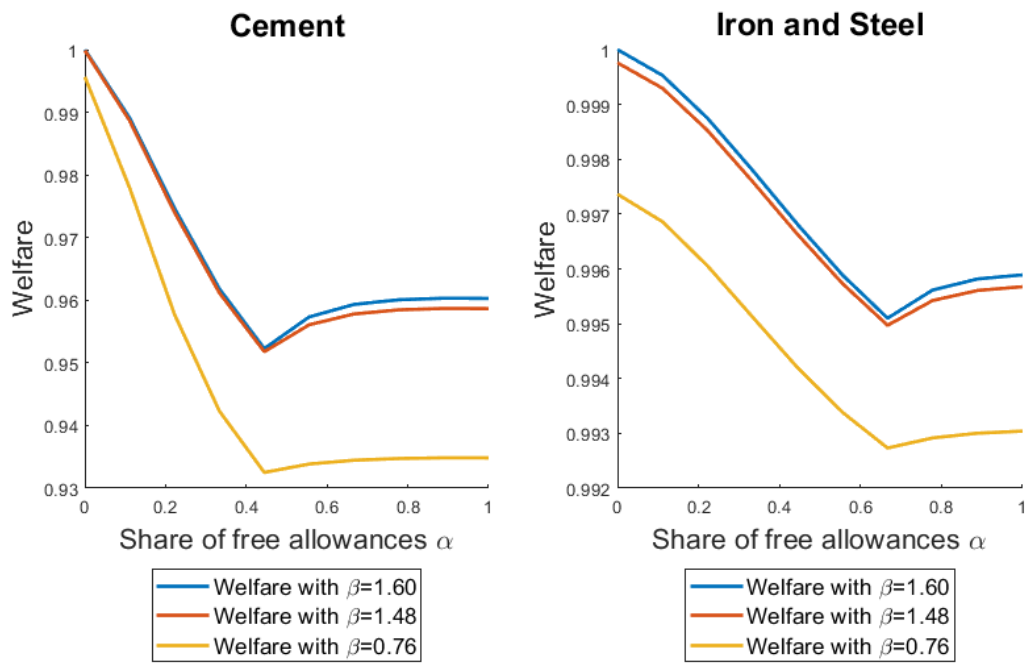 Cement
Welfare
1
0.99
0.98
0.97
0.96
0.95
0.94
0.93
0 0.2 0.4 0.6 0.8 1
Share of free allowances α
Welfare with β=1.60
Welfare with β=1.48
Welfare with β=0.76
Iron and Steel
Welfare
1
0.999
0.998
0.997
0.996
0.995
0.994
0.993
0.992
0 0.2 0.4 0.6 0.8 1
Share of free allowances α
Welfare with β=1.60
Welfare with β=1.48
Welfare with β=0.76